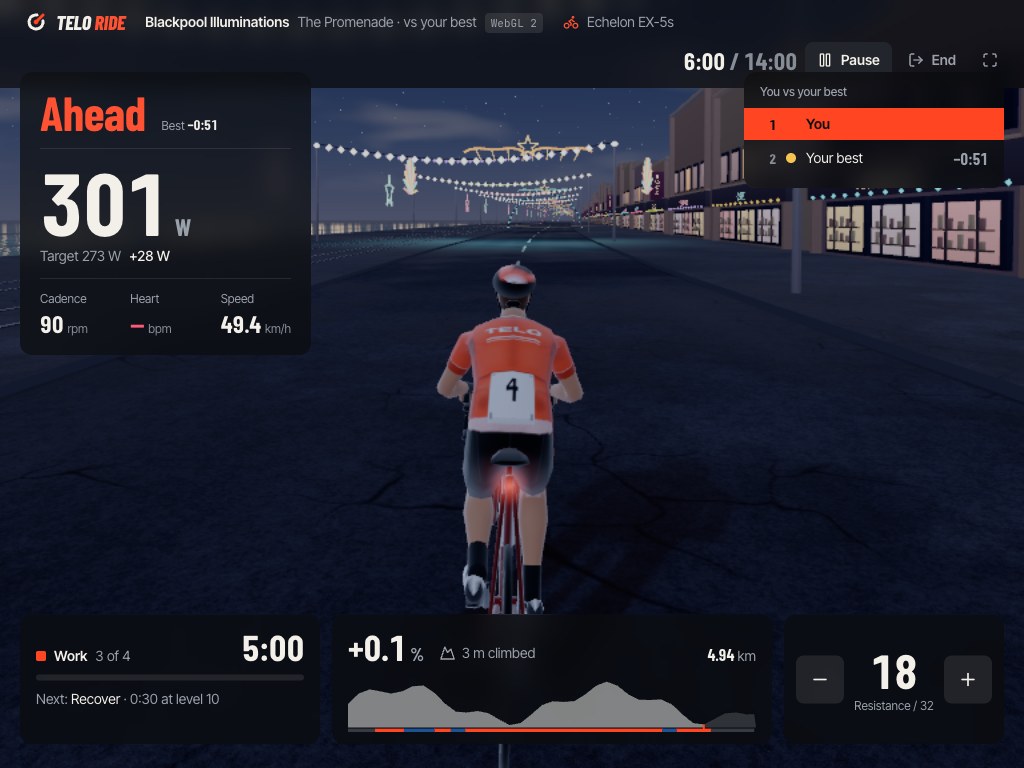 TELO RIDE Blackpool Illuminations The Promenade · vs your best WebGL 2 Echelon EX-5s
6:00 / 14:00 Pause End
Ahead Best −0:51
301 W
Target 273 W +28 W
Cadence Heart Speed
90 rpm – bpm 49.4 km/h
You vs your best
1 You
2 Your best −0:51
TELO
4
Work 3 of 4 5:00
Next: Recover · 0:30 at level 10
+0.1 % 3 m climbed 4.94 km
− 18 +
Resistance / 32